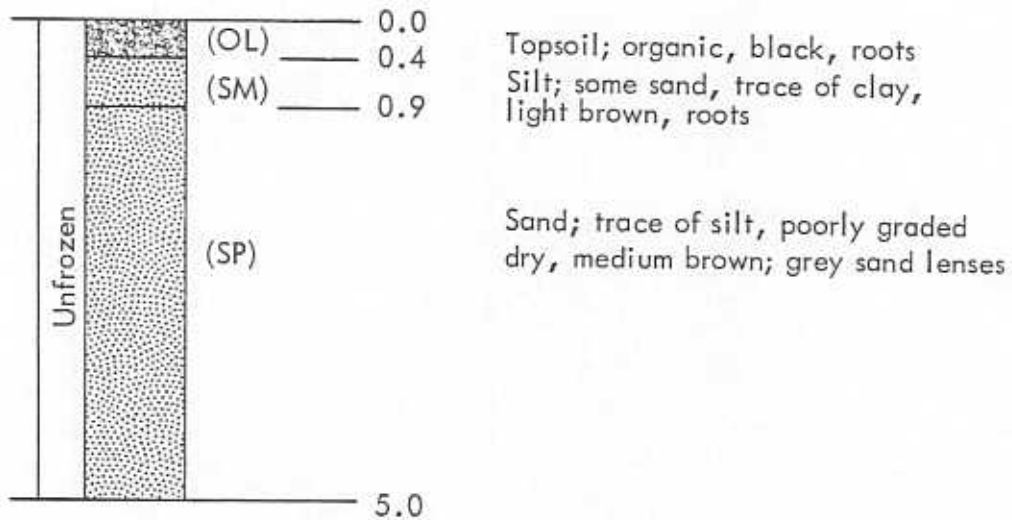 0.0
(OL)
0.4
Topsoil; organic, black, roots
(SM)
Silt; some sand, trace of clay,
0.9
light brown, roots
Unfrozen
(SP)
Sand; trace of silt, poorly graded
dry, medium brown; grey sand lenses
5.0